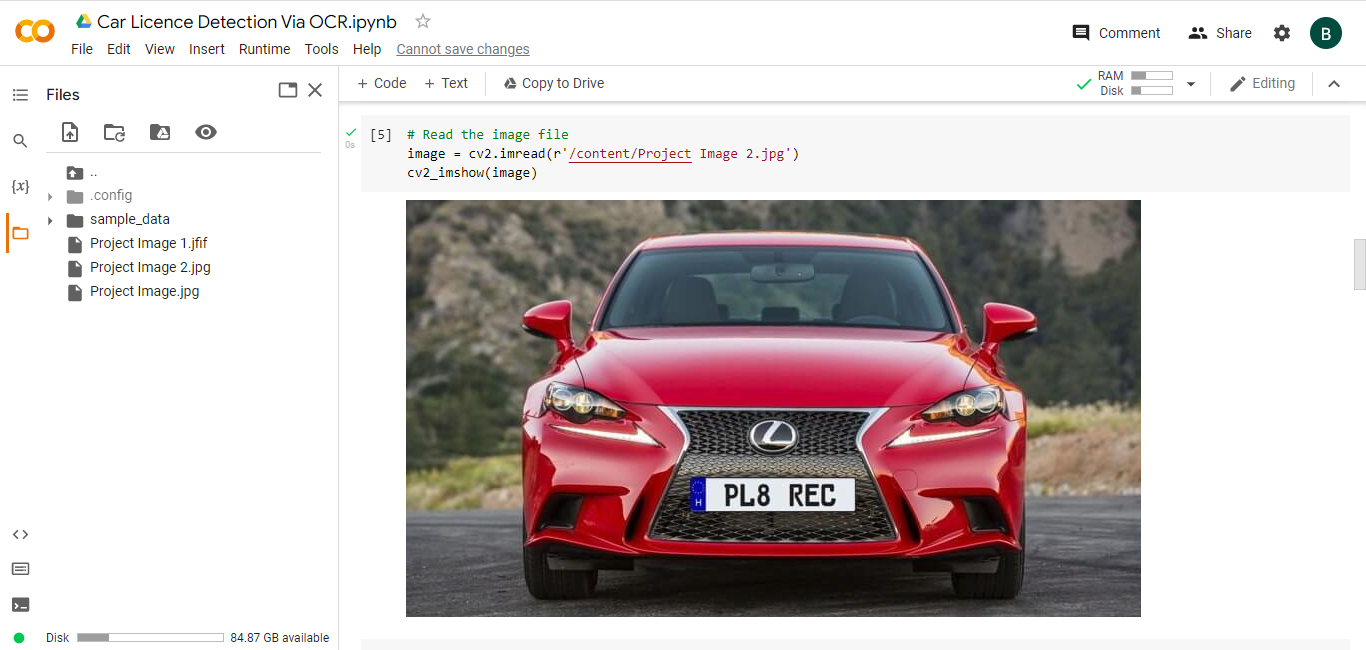 Car Licence Detection Via OCR.ipynb
File Edit View Insert Runtime Tools Help Cannot save changes
Comment Share B
Files
+ Code + Text Copy to Drive
RAM
Disk
Editing
{x}
..
.config
sample_data
Project Image 1.jfif
Project Image 2.jpg
Project Image.jpg
0s
[5] # Read the image file
image = cv2.imread(r'/content/Project Image 2.jpg')
cv2_imshow(image)
H PL8 REC
Disk 84.87 GB available